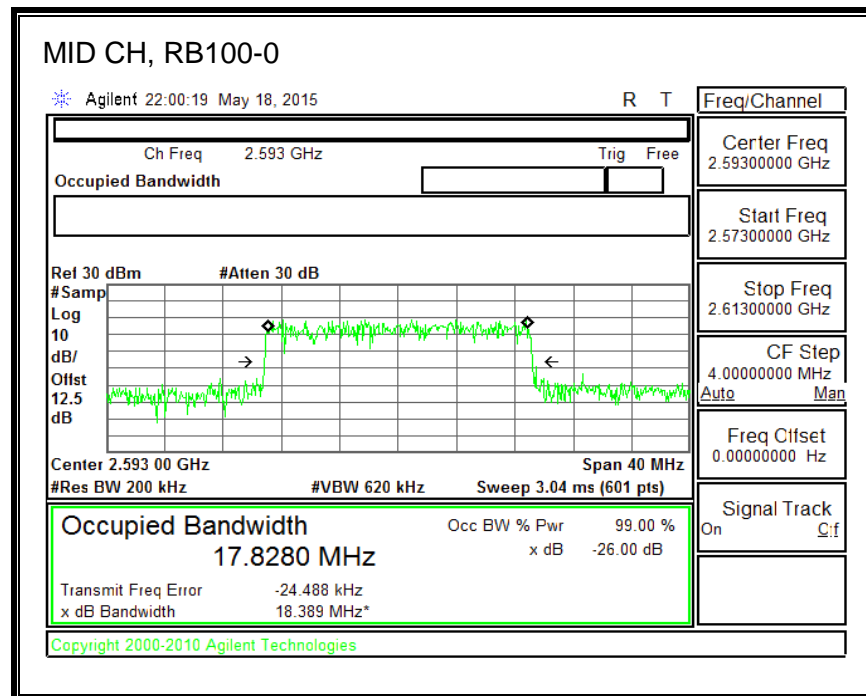 MID CH, RB100-0
Agilent 22:00:19 May 18, 2015 R T
Freq/Channel
Ch Freq 2.593 GHz Trig Free
Occupied Bandwidth
Center Freq
2.59300000 GHz
Start Freq
2.57300000 GHz
Stop Freq
2.61300000 GHz
CF Step
4.00000000 MHz
Auto Man
Freq Offset
0.00000000 Hz
Signal Track
On Off
Ref 30 dBm #Atten 30 dB
#Samp
Log
10
dB/
Offst
12.5
dB
Center 2.593 00 GHz Span 40 MHz
#Res BW 200 kHz #VBW 620 kHz Sweep 3.04 ms (601 pts)
Occupied Bandwidth
17.8280 MHz
Occ BW % Pwr 99.00 %
x dB -26.00 dB
Transmit Freq Error -24.488 kHz
x dB Bandwidth 18.389 MHz*
Copyright 2000-2010 Agilent Technologies